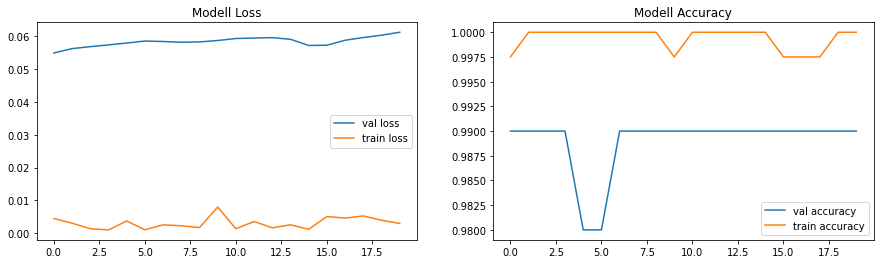 Modell Loss
0.06
0.05
0.04
0.03
0.02
0.01
0.00
val loss
train loss
0.0 2.5 5.0 7.5 10.0 12.5 15.0 17.5
Modell Accuracy
1.0000
0.9975
0.9950
0.9925
0.9900
0.9875
0.9850
0.9825
0.9800
val accuracy
train accuracy
0.0 2.5 5.0 7.5 10.0 12.5 15.0 17.5